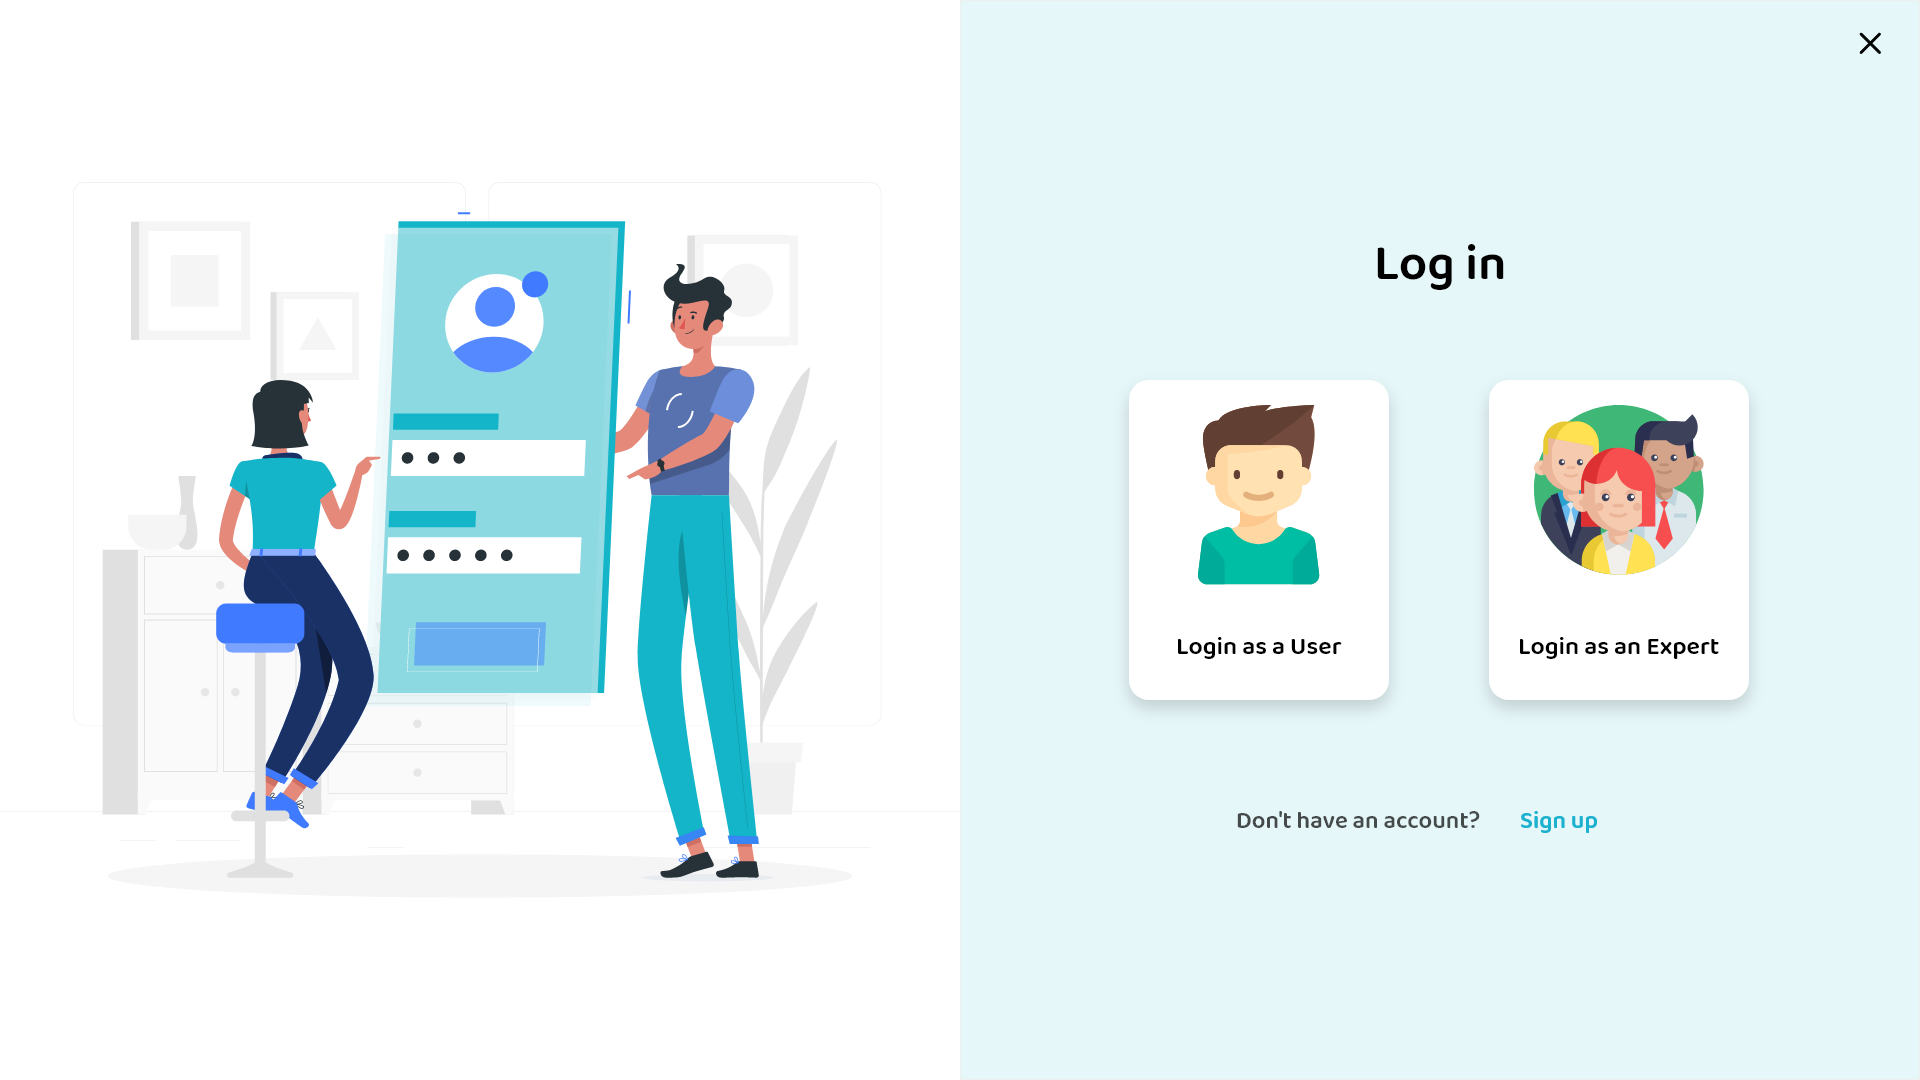 Log in
Login as a User
Login as an Expert
Don't have an account? Sign up